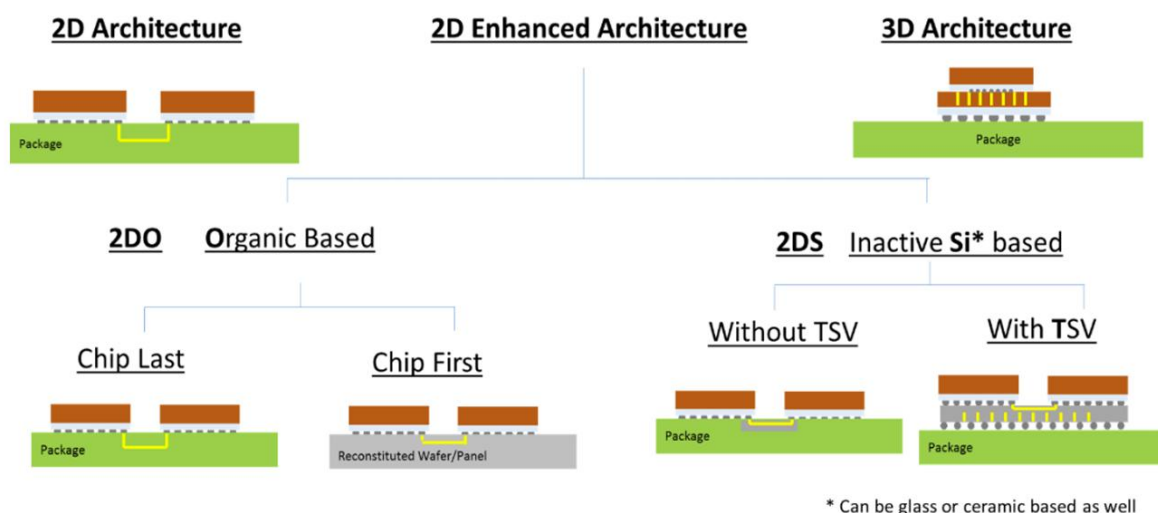 2D Architecture
2D Enhanced Architecture
3D Architecture
Package
Package
2DO Organic Based
2DS Inactive Si* based
Chip Last
Chip First
Without TSV
With TSV
Package
Reconstituted Wafer/Panel
Package
Package
* Can be glass or ceramic based as well